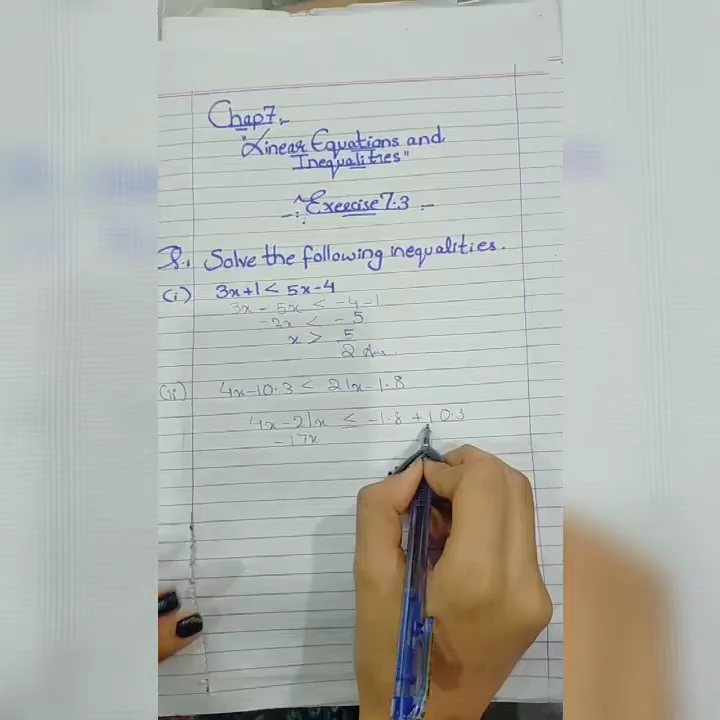 Chap 7.
"Linear Equations and
Inequalities"
Exercise 7.3
Q. Solve the following inequalities.
(i) 3x+1 < 5x-4
3x - 5x < -4-1
-2x < -5
x > 5/2 Ans.
(ii) 4x-10.3 ≤ 21x-1.8
4x-21x ≤ -1.8 +10.3
-17x